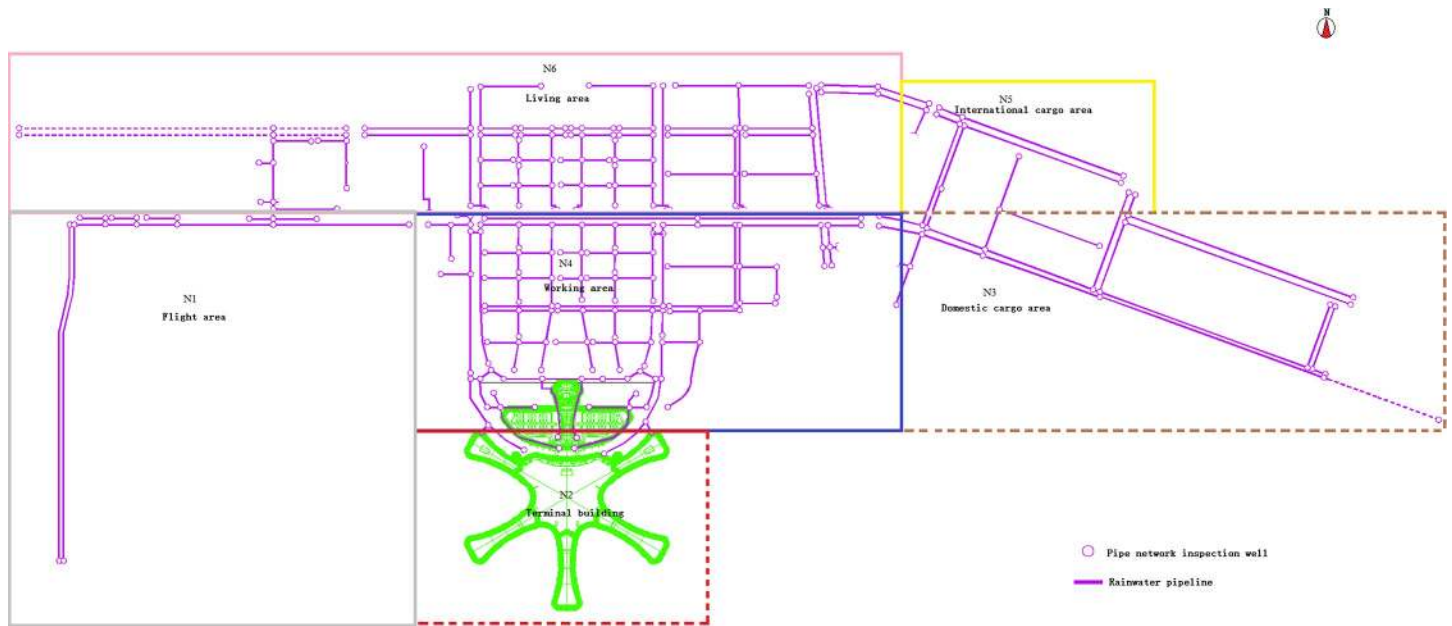 N
N6
Living area
N5
International cargo area
N4
Working area
N1
Flight area
N3
Domestic cargo area
N2
Terminal building
Pipe network inspection well
Rainwater pipeline